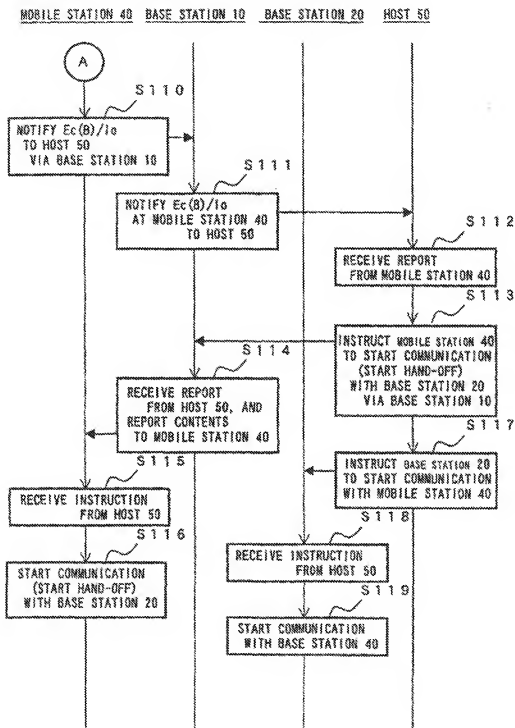 MOBILE STATION 40 BASE STATION 10 BASE STATION 20 HOST 50
A
S110
NOTIFY Ec(B)/Io
TO HOST 50
VIA BASE STATION 10
S111
NOTIFY Ec(B)/Io
AT MOBILE STATION 40
TO HOST 50
S112
RECEIVE REPORT
FROM MOBILE STATION 40
S113
INSTRUCT MOBILE STATION 40
TO START COMMUNICATION
(START HAND-OFF)
WITH BASE STATION 20
VIA BASE STATION 10
S114
RECEIVE REPORT
FROM HOST 50, AND
REPORT CONTENTS
TO MOBILE STATION 40
S117
INSTRUCT BASE STATION 20
TO START COMMUNICATION
WITH MOBILE STATION 40
S115
RECEIVE INSTRUCTION
FROM HOST 50
S116
START COMMUNICATION
(START HAND-OFF)
WITH BASE STATION 20
S118
RECEIVE INSTRUCTION
FROM HOST 50
S119
START COMMUNICATION
WITH BASE STATION 40